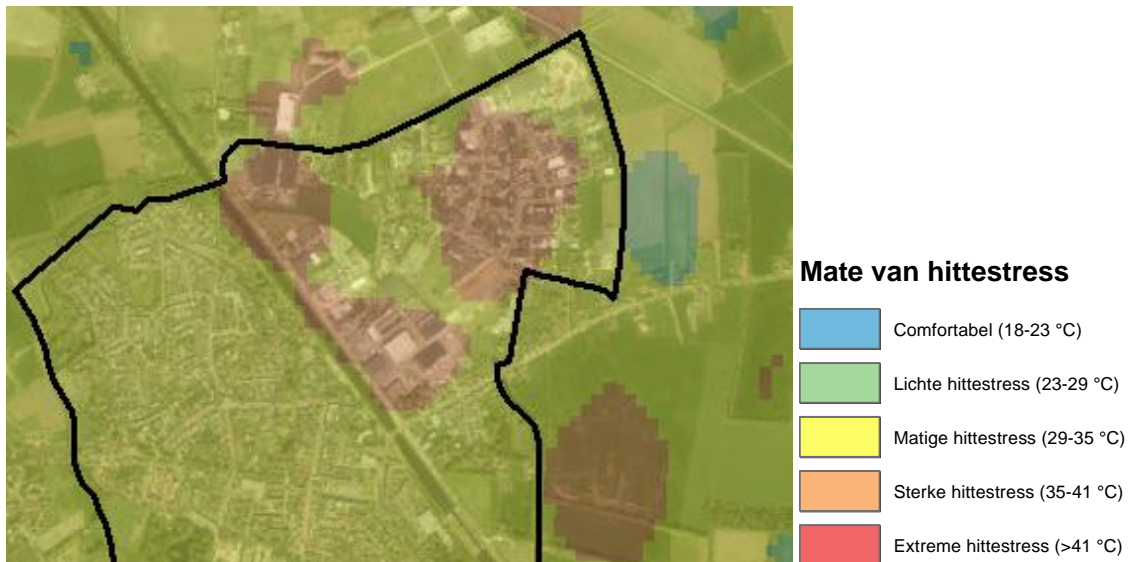 Mate van hittestress
Comfortabel (18-23 °C)
Lichte hittestress (23-29 °C)
Matige hittestress (29-35 °C)
Sterke hittestress (35-41 °C)
Extreme hittestress (>41 °C)